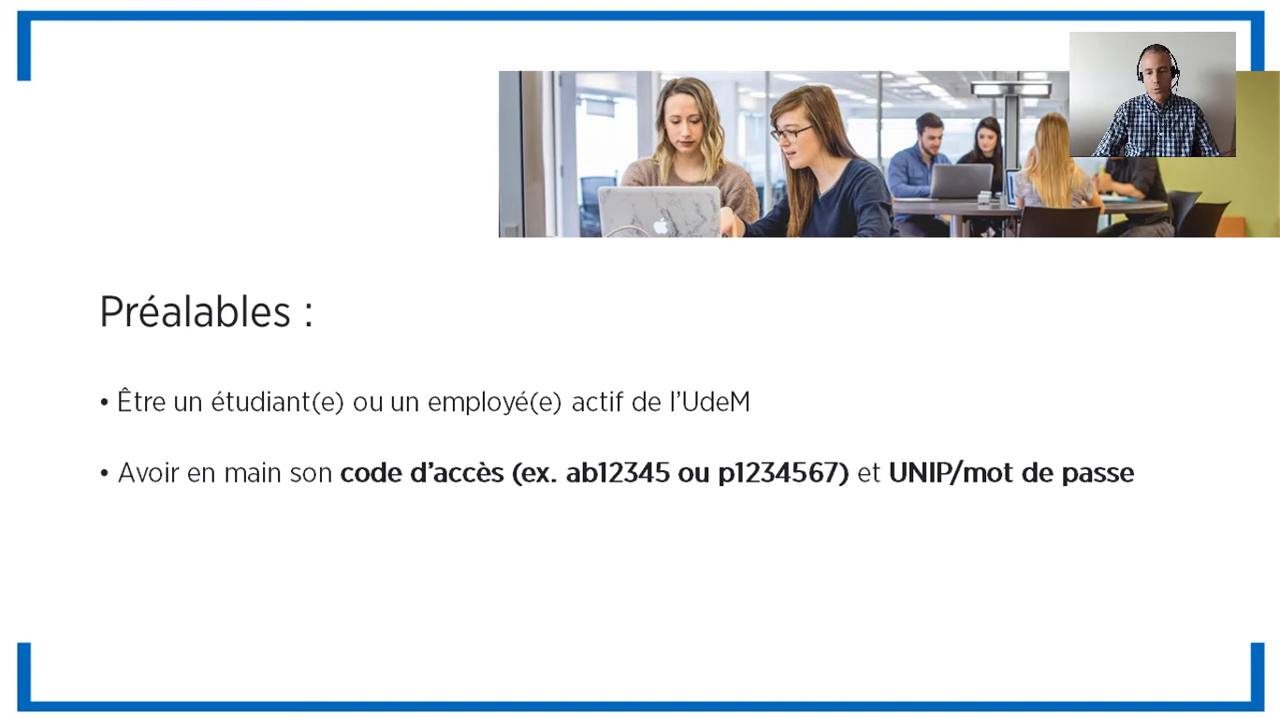 Préalables :
• Être un étudiant(e) ou un employé(e) actif de l’UdeM
• Avoir en main son code d’accès (ex. ab12345 ou p1234567) et UNIP/mot de passe